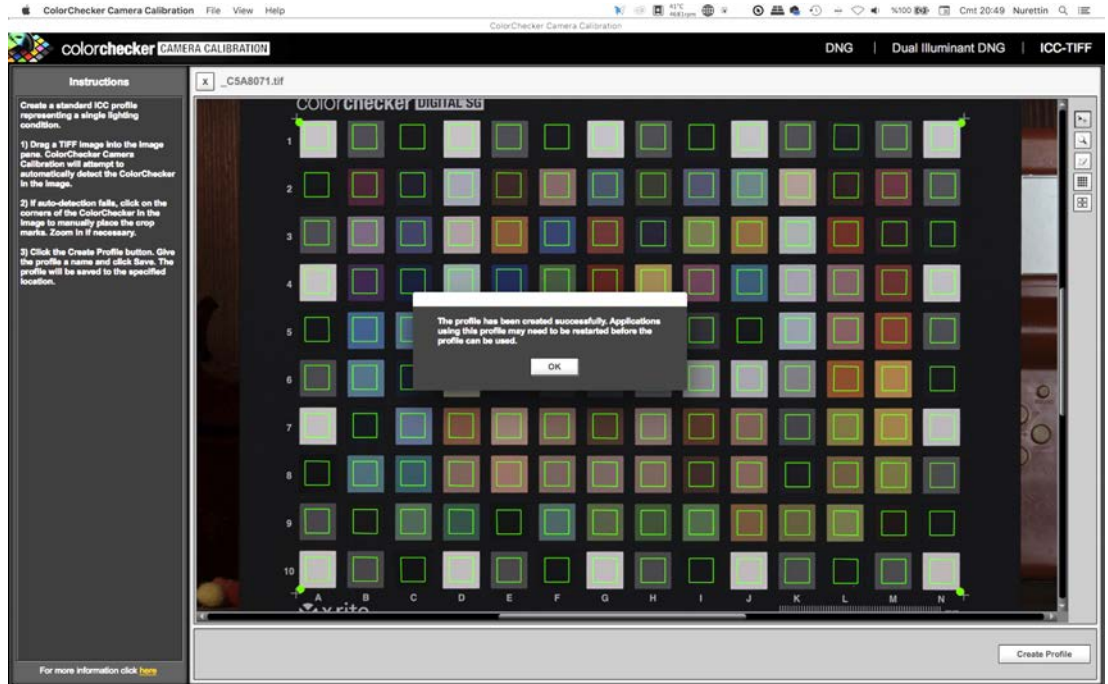 ColorChecker Camera Calibration File View Help
41°C
4681rpm
%100
Cmt 20:49 Nurettin
ColorChecker Camera Calibration
colorchecker CAMERA CALIBRATION
DNG | Dual Illuminant DNG | ICC-TIFF
Instructions
x _C5A8071.tif
Create a standard ICC profile
representing a single lighting
condition.
1) Drag a TIFF image into the image
pane. ColorChecker Camera
Calibration will attempt to
automatically detect the ColorChecker
in the image.
2) If auto-detection fails, click on the
corners of the ColorChecker in the
image to manually place the crop
marks. Zoom in if necessary.
3) Click the Create Profile button. Give
the profile a name and click Save. The
profile will be saved to the specified
location.
colorchecker DIGITAL SG
1
2
3
4
5
6
7
8
9
10
The profile has been created successfully. Applications
using this profile may need to be restarted before the
profile can be used.
OK
A B C D E F G H I J K L M N
x-rite
Create Profile
For more information click here